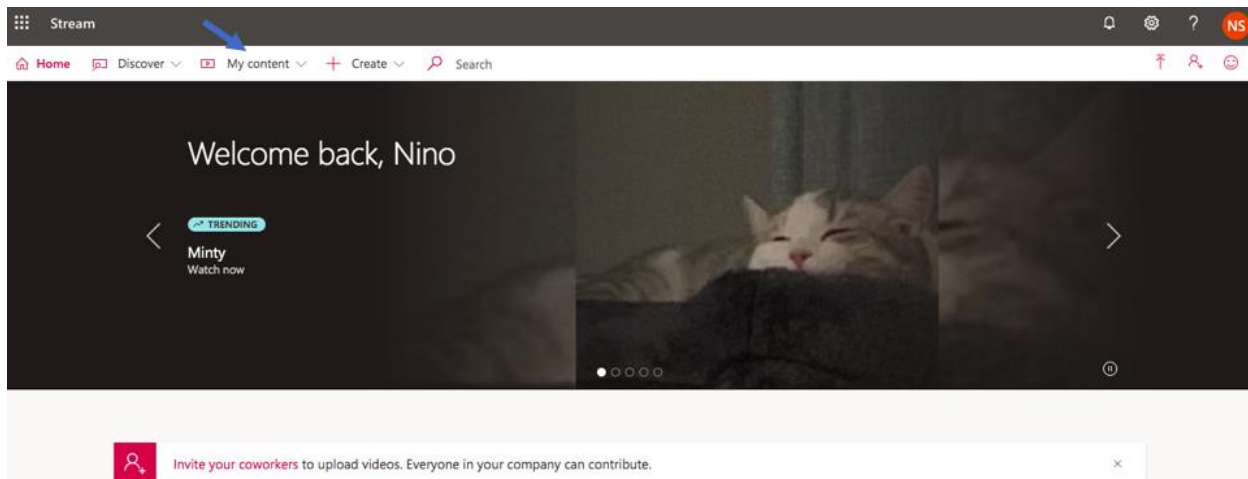 Stream
NS
Home Discover My content + Create Search
Welcome back, Nino
TRENDING
Minty
Watch now
Invite your coworkers to upload videos. Everyone in your company can contribute.